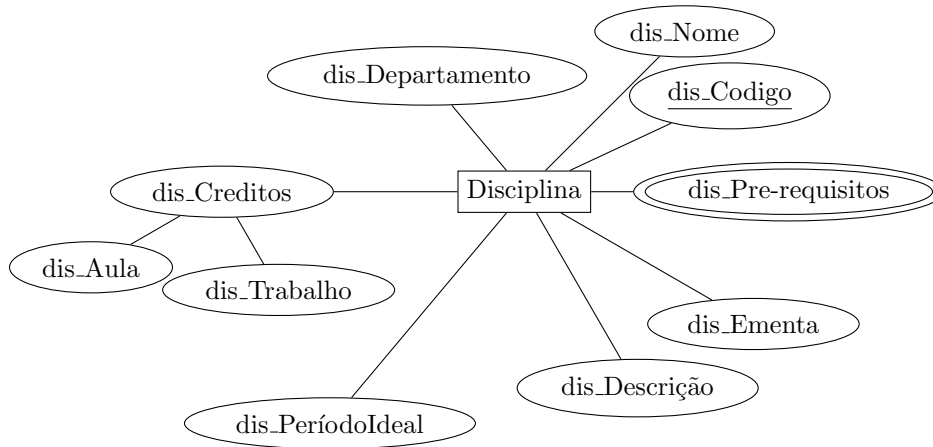 dis_Nome
dis_Departamento
dis_Codigo
dis_Creditos
Disciplina
dis_Pre-requisitos
dis_Aula
dis_Trabalho
dis_Ementa
dis_Descrição
dis_PeríodoIdeal